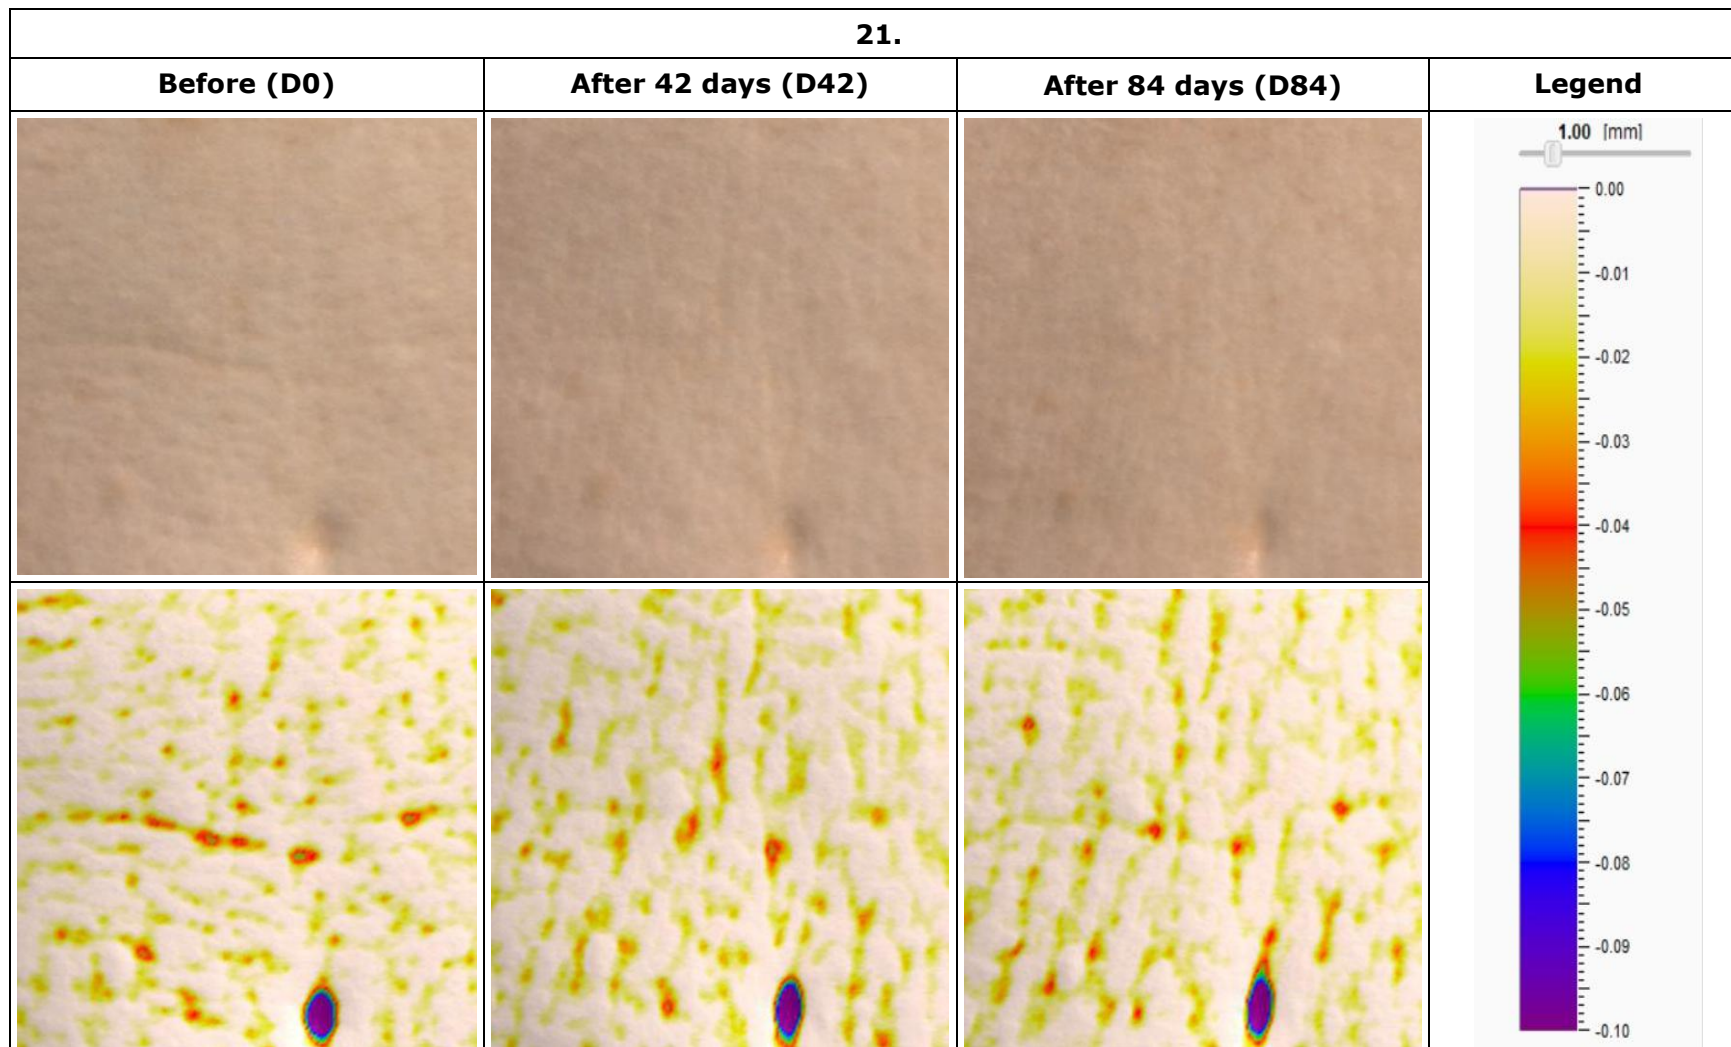 21.
Before (D0)
After 42 days (D42)
After 84 days (D84)
Legend
1.00 [mm]
0.00
-0.01
-0.02
-0.03
-0.04
-0.05
-0.06
-0.07
-0.08
-0.09
-0.10